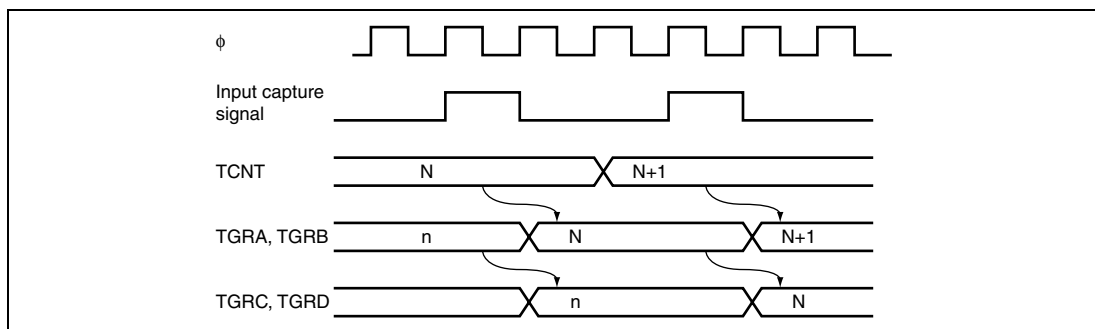 ϕ
Input capture
signal
TCNT N N+1
TGRA, TGRB n N N+1
TGRC, TGRD n N